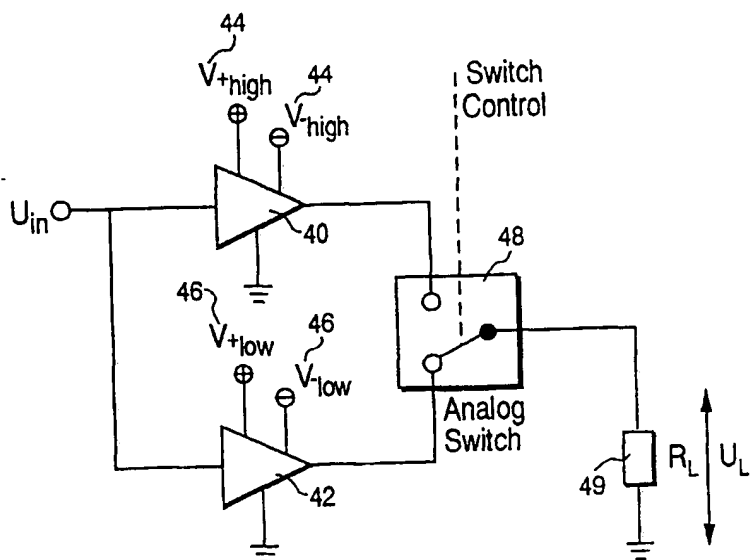 44
V+high
44
V-high
Switch
Control
Uin
40
48
46
V+low
46
V-low
Analog
Switch
42
49
RL
UL